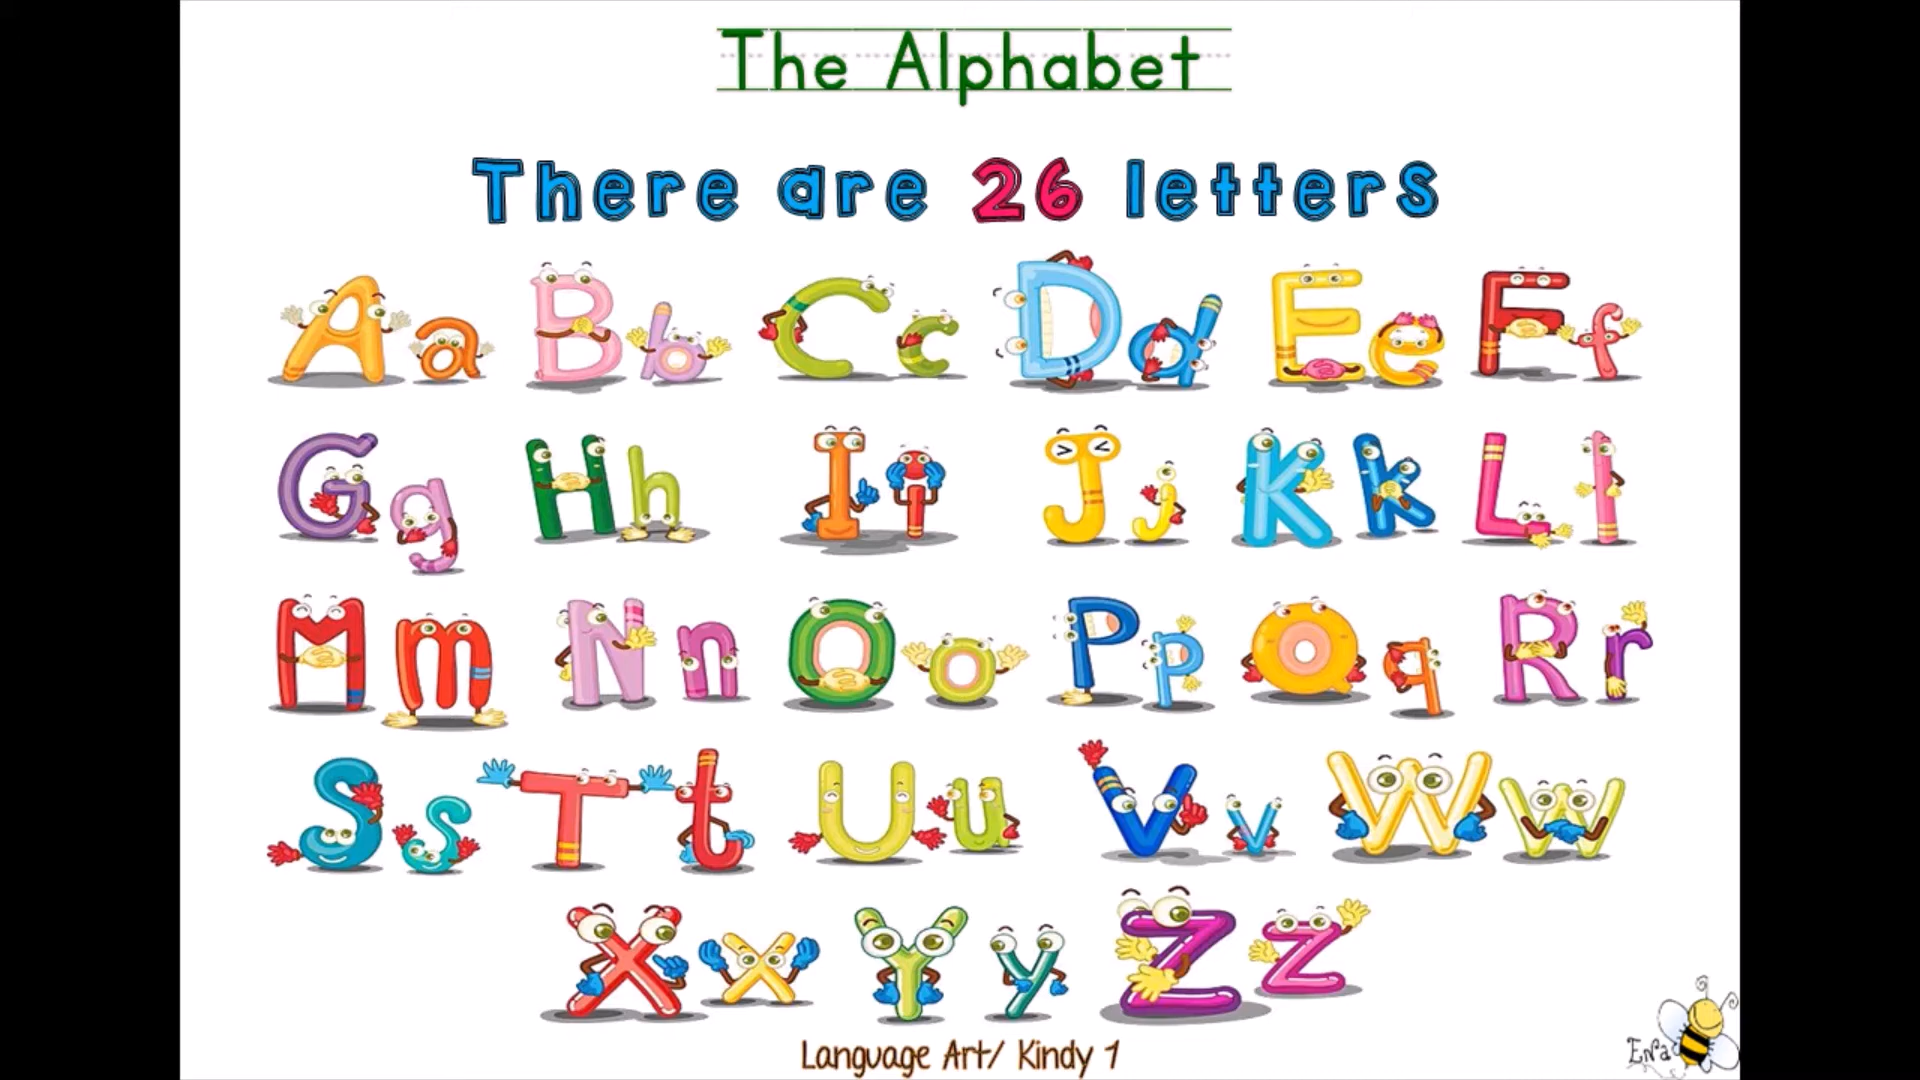 The Alphabet
There are 26 letters
Aa Bb Cc Dd Ee Ff
Gg Hh Ii Jj Kk Ll
Mm Nn Oo Pp Qq Rr
Ss Tt Uu Vv Ww
Xx Yy Zz
Language Art/ Kindy 1
Ena